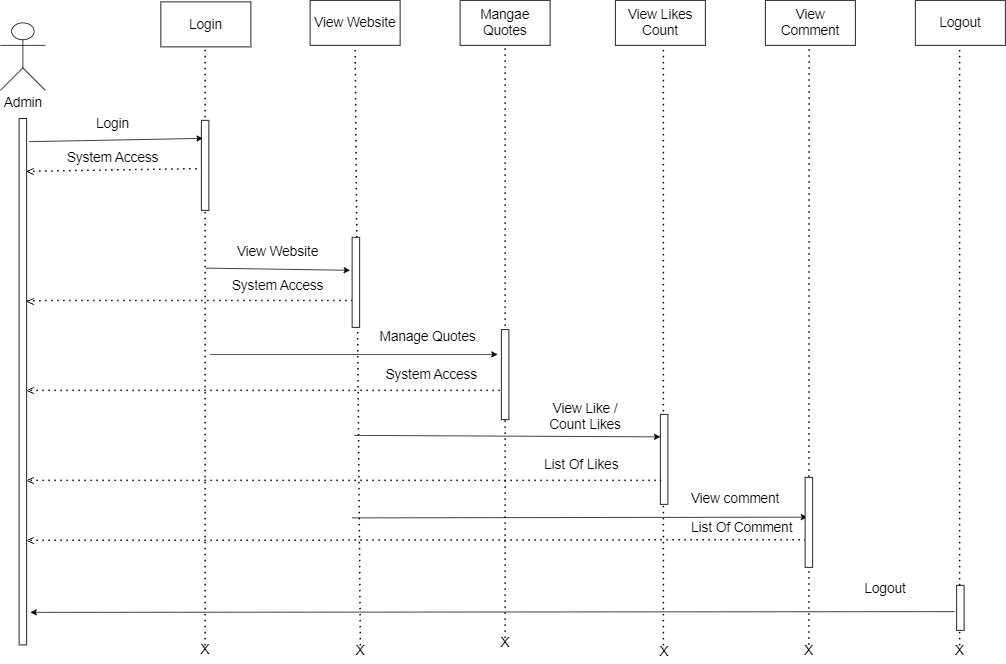 Login
View Website
Mangae
Quotes
View Likes
Count
View
Comment
Logout
Admin
Login
System Access
View Website
System Access
Manage Quotes
System Access
View Like /
Count Likes
List Of Likes
View comment
List Of Comment
Logout
X
X
X
X
X
X